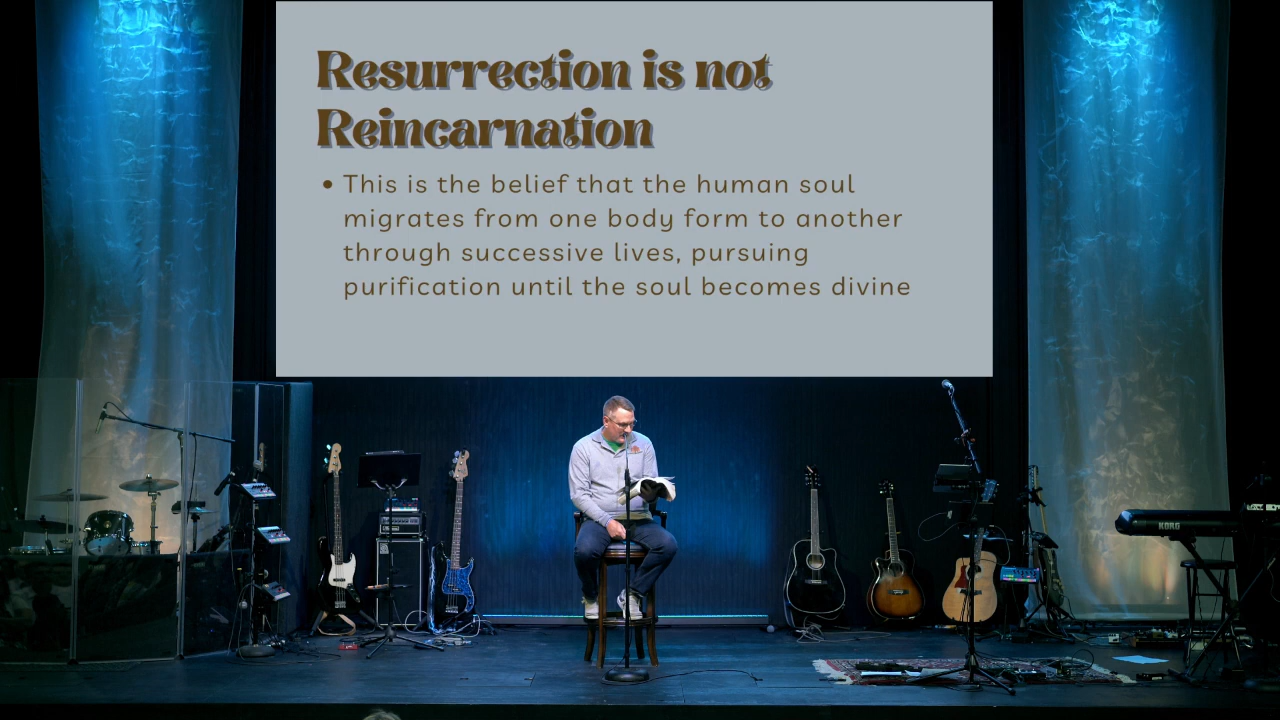 Resurrection is not
Reincarnation
• This is the belief that the human soul
migrates from one body form to another
through successive lives, pursuing
purification until the soul becomes divine
KORG